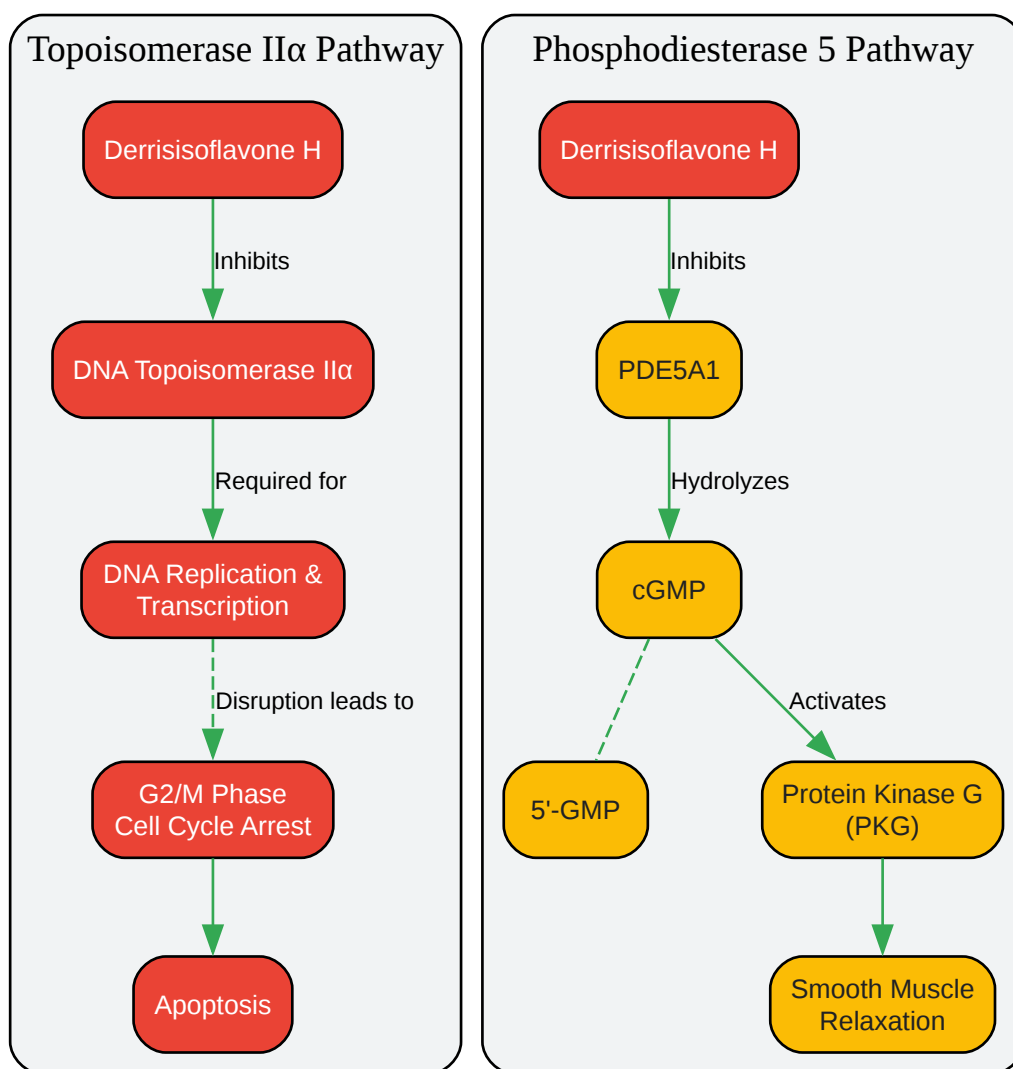 Topoisomerase IIα Pathway
Derrisisoflavone H
Inhibits
DNA Topoisomerase IIα
Required for
DNA Replication &
Transcription
Disruption leads to
G2/M Phase
Cell Cycle Arrest
Apoptosis
Phosphodiesterase 5 Pathway
Derrisisoflavone H
Inhibits
PDE5A1
Hydrolyzes
cGMP
Activates
5'-GMP
Protein Kinase G
(PKG)
Smooth Muscle
Relaxation